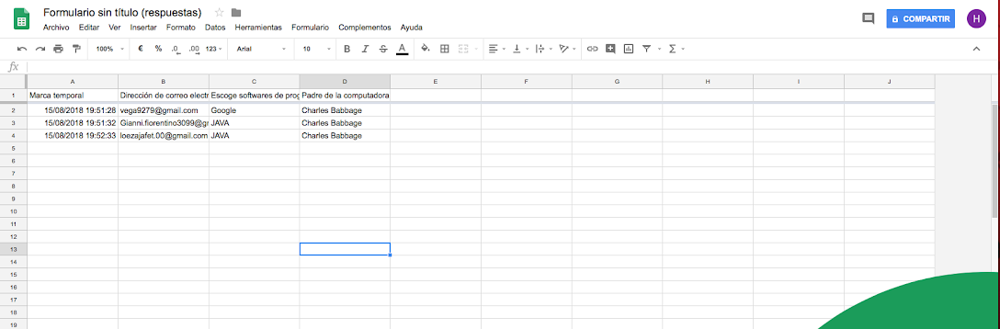 Formulario sin título (respuestas)
Archivo Editar Ver Insertar Formato Datos Herramientas Formulario Complementos Ayuda
COMPARTIR
H
100% € % .0 .00 123 Arial 10 B I S A
fx
A B C D E F G H I J
1 Marca temporal Dirección de correo electr Escoge softwares de prog Padre de la computadora
2 15/08/2018 19:51:28 vega9279@gmail.com Google Charles Babbage
3 15/08/2018 19:51:32 Gianni.fiorentino3099@gm JAVA Charles Babbage
4 15/08/2018 19:52:33 loezajafet.00@gmail.com JAVA Charles Babbage
5
6
7
8
9
10
11
12
13
14
15
16
17
18
19